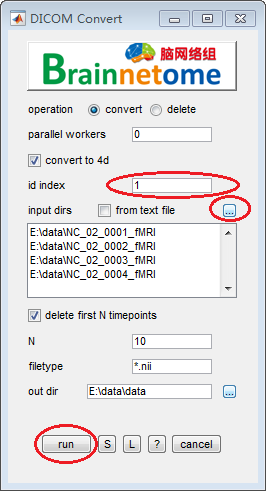 DICOM Convert
脑网络组
Brainnetome
operation convert delete
parallel workers 0
convert to 4d
id index 1
input dirs from text file ...
E:\data\NC_02_0001_fMRI
E:\data\NC_02_0002_fMRI
E:\data\NC_02_0003_fMRI
E:\data\NC_02_0004_fMRI
delete first N timepoints
N 10
filetype *.nii
out dir E:\data\data ...
run S L ? cancel